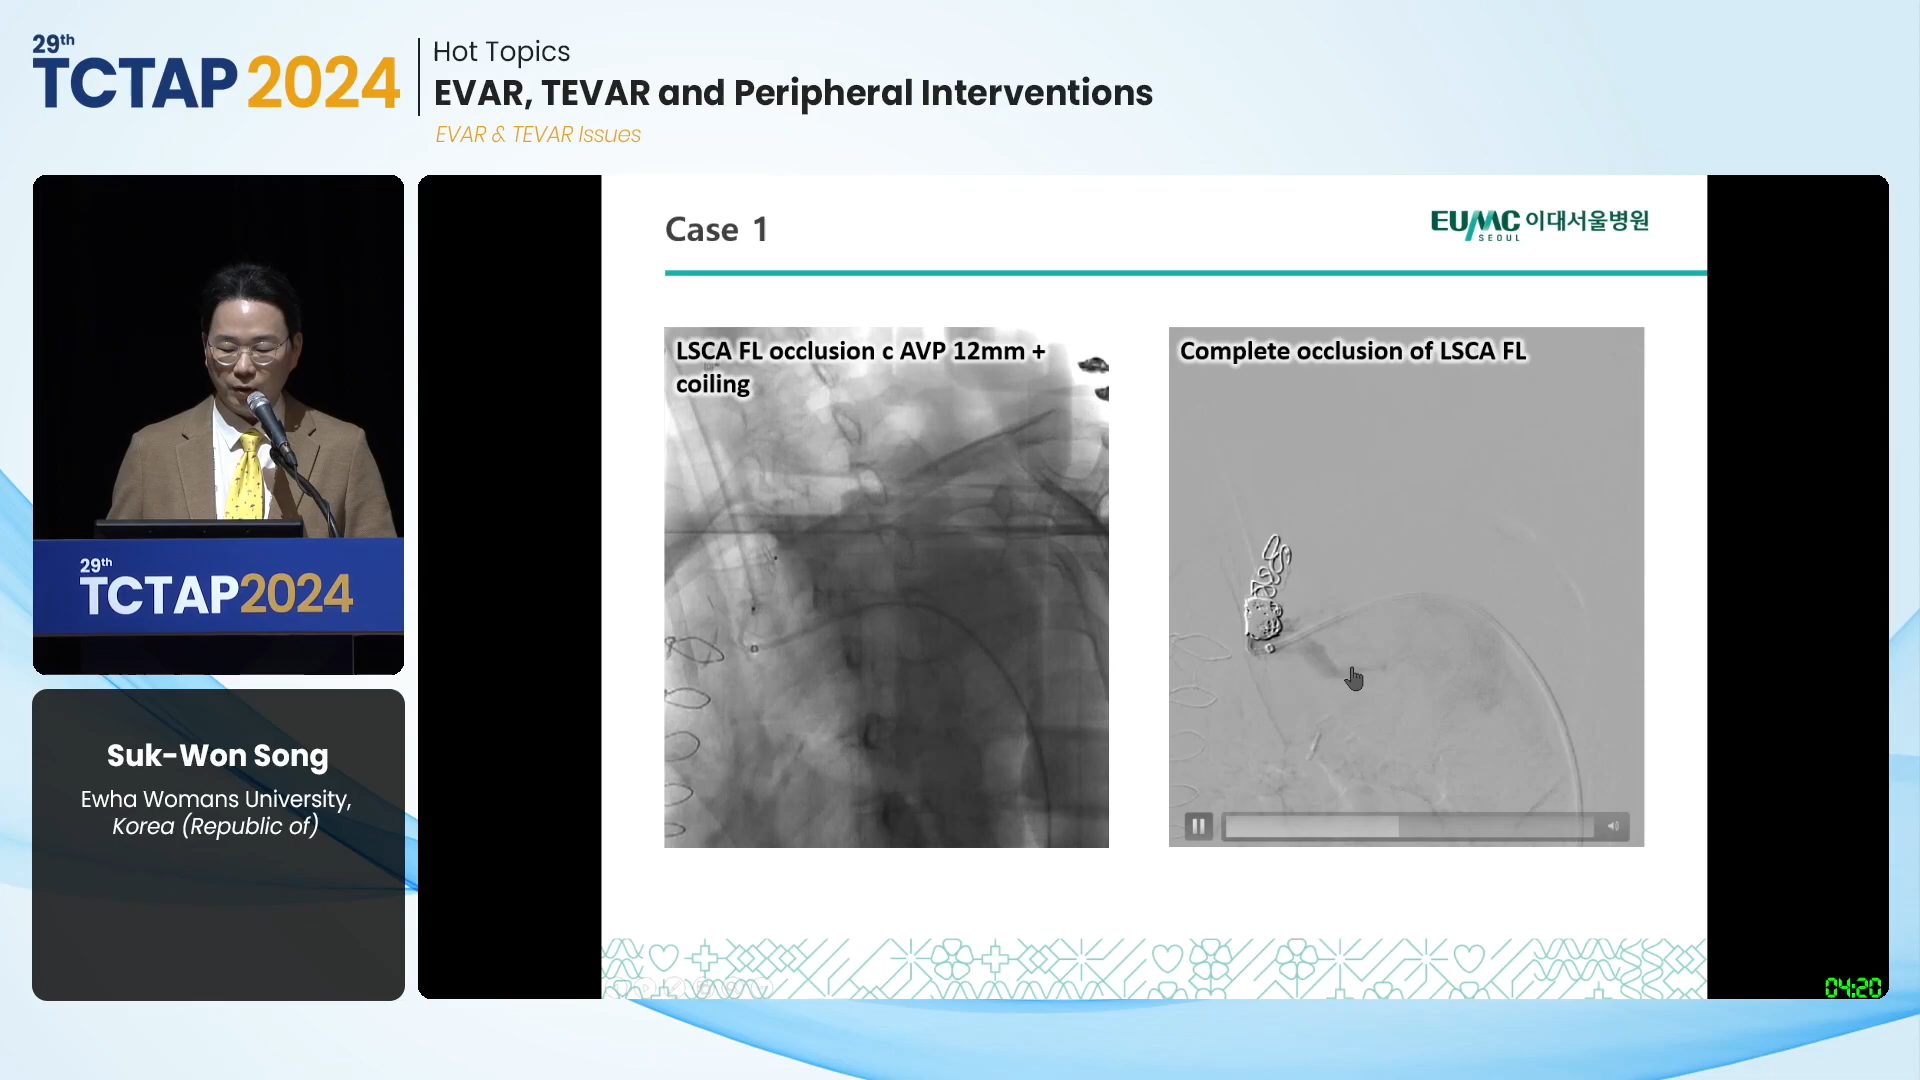 29th
TCTAP 2024
Hot Topics
EVAR, TEVAR and Peripheral Interventions
EVAR & TEVAR Issues
29th
TCTAP2024
Suk-Won Song
Ewha Womans University,
Korea (Republic of)
Case 1
EUMC 이대서울병원
SEOUL
LSCA FL occlusion c AVP 12mm +
coiling
Complete occlusion of LSCA FL
04:20